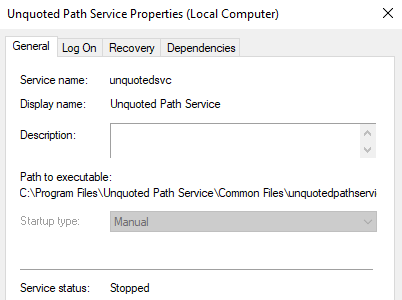 Unquoted Path Service Properties (Local Computer)
General Log On Recovery Dependencies
Service name: unquotedsvc
Display name: Unquoted Path Service
Description:
Path to executable:
C:\Program Files\Unquoted Path Service\Common Files\unquotedpathservi
Startup type: Manual
Service status: Stopped